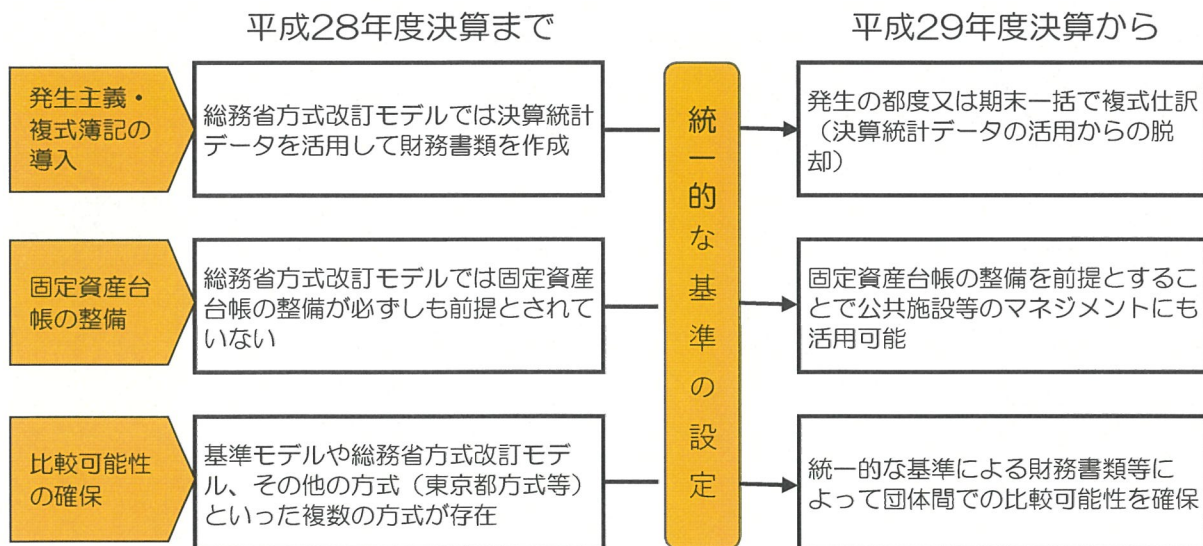 平成28年度決算まで
平成29年度決算から
発生主義・
複式簿記の
導入
総務省方式改訂モデルでは決算統計
データを活用して財務書類を作成
統一的な基準の設定
発生の都度又は期末一括で複式仕訳
（決算統計データの活用からの脱
却）
固定資産台
帳の整備
総務省方式改訂モデルでは固定資産
台帳の整備が必ずしも前提とされて
いない
固定資産台帳の整備を前提とするこ
とで公共施設等のマネジメントにも
活用可能
比較可能性
の確保
基準モデルや総務省方式改訂モデ
ル、その他の方式（東京都方式等）
といった複数の方式が存在
統一的な基準による財務書類等に
よって団体間での比較可能性を確保